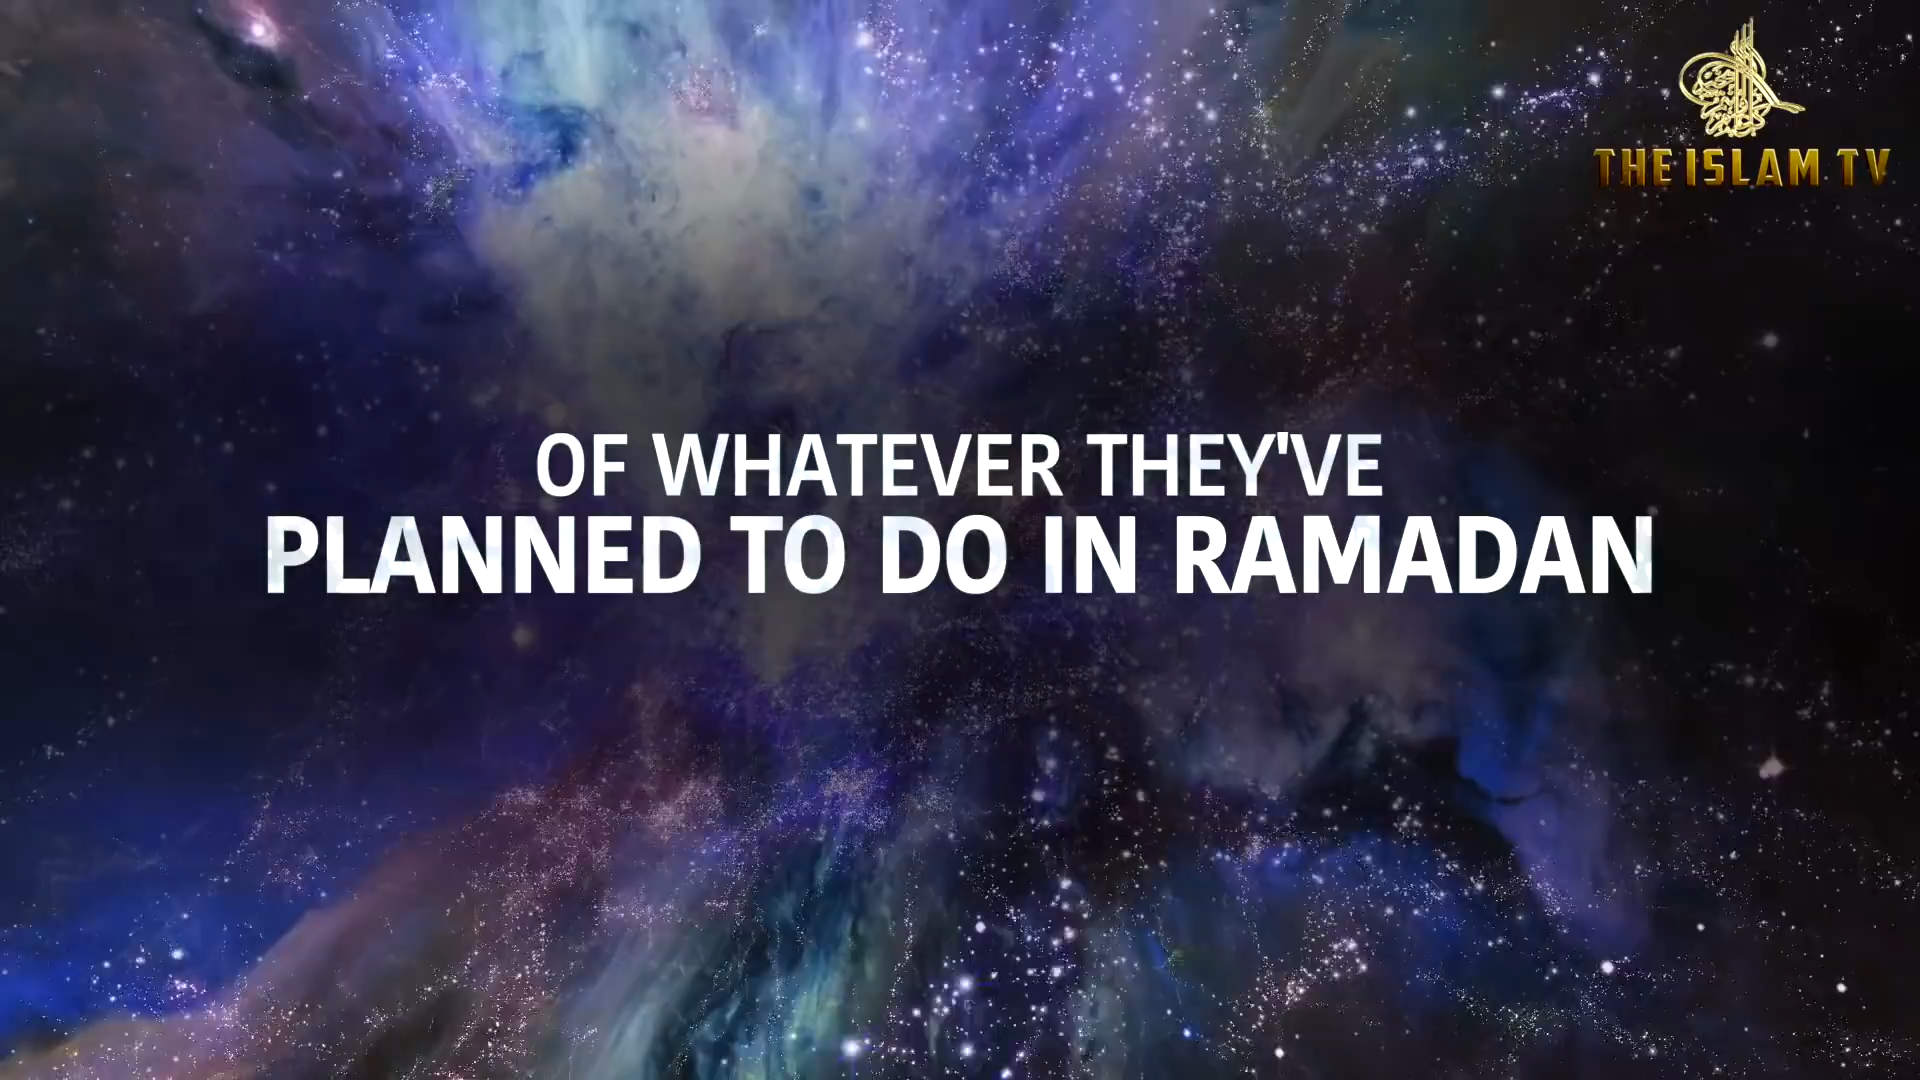 THE ISLAM TV
OF WHATEVER THEY'VE
PLANNED TO DO IN RAMADAN